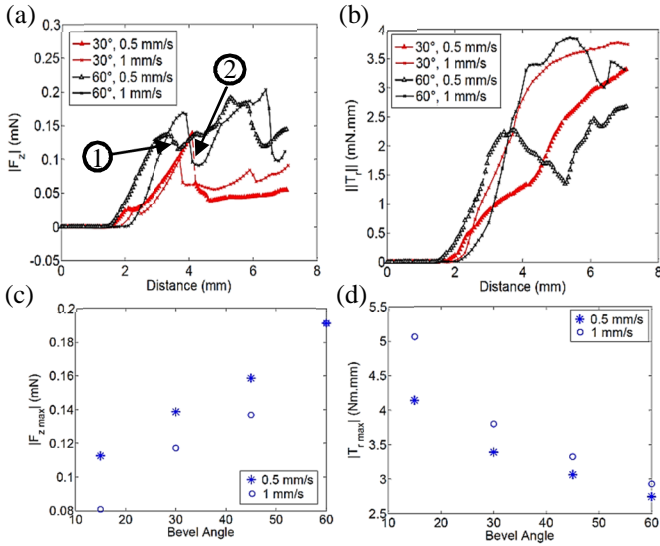 (a)
0.3
0.25
0.2
0.15
0.1
0.05
0
-0.05
|Fz| (mN)
30°, 0.5 mm/s
30°, 1 mm/s
60°, 0.5 mm/s
60°, 1 mm/s
1
2
0 2 4 6 8
Distance (mm)
(b)
4
3.5
3
2.5
2
1.5
1
0.5
0
||Tr|| (mN.mm)
30°, 0.5 mm/s
30°, 1 mm/s
60°, 0.5 mm/s
60°, 1 mm/s
0 2 4 6 8
Distance (mm)
(c)
0.2
0.18
0.16
0.14
0.12
0.1
0.08
|Fz max| (mN)
0.5 mm/s
1 mm/s
10 20 30 40 50 60
Bevel Angle
(d)
5.5
5
4.5
4
3.5
3
2.5
|Tr max| (Nm.mm)
0.5 mm/s
1 mm/s
10 20 30 40 50 60
Bevel Angle